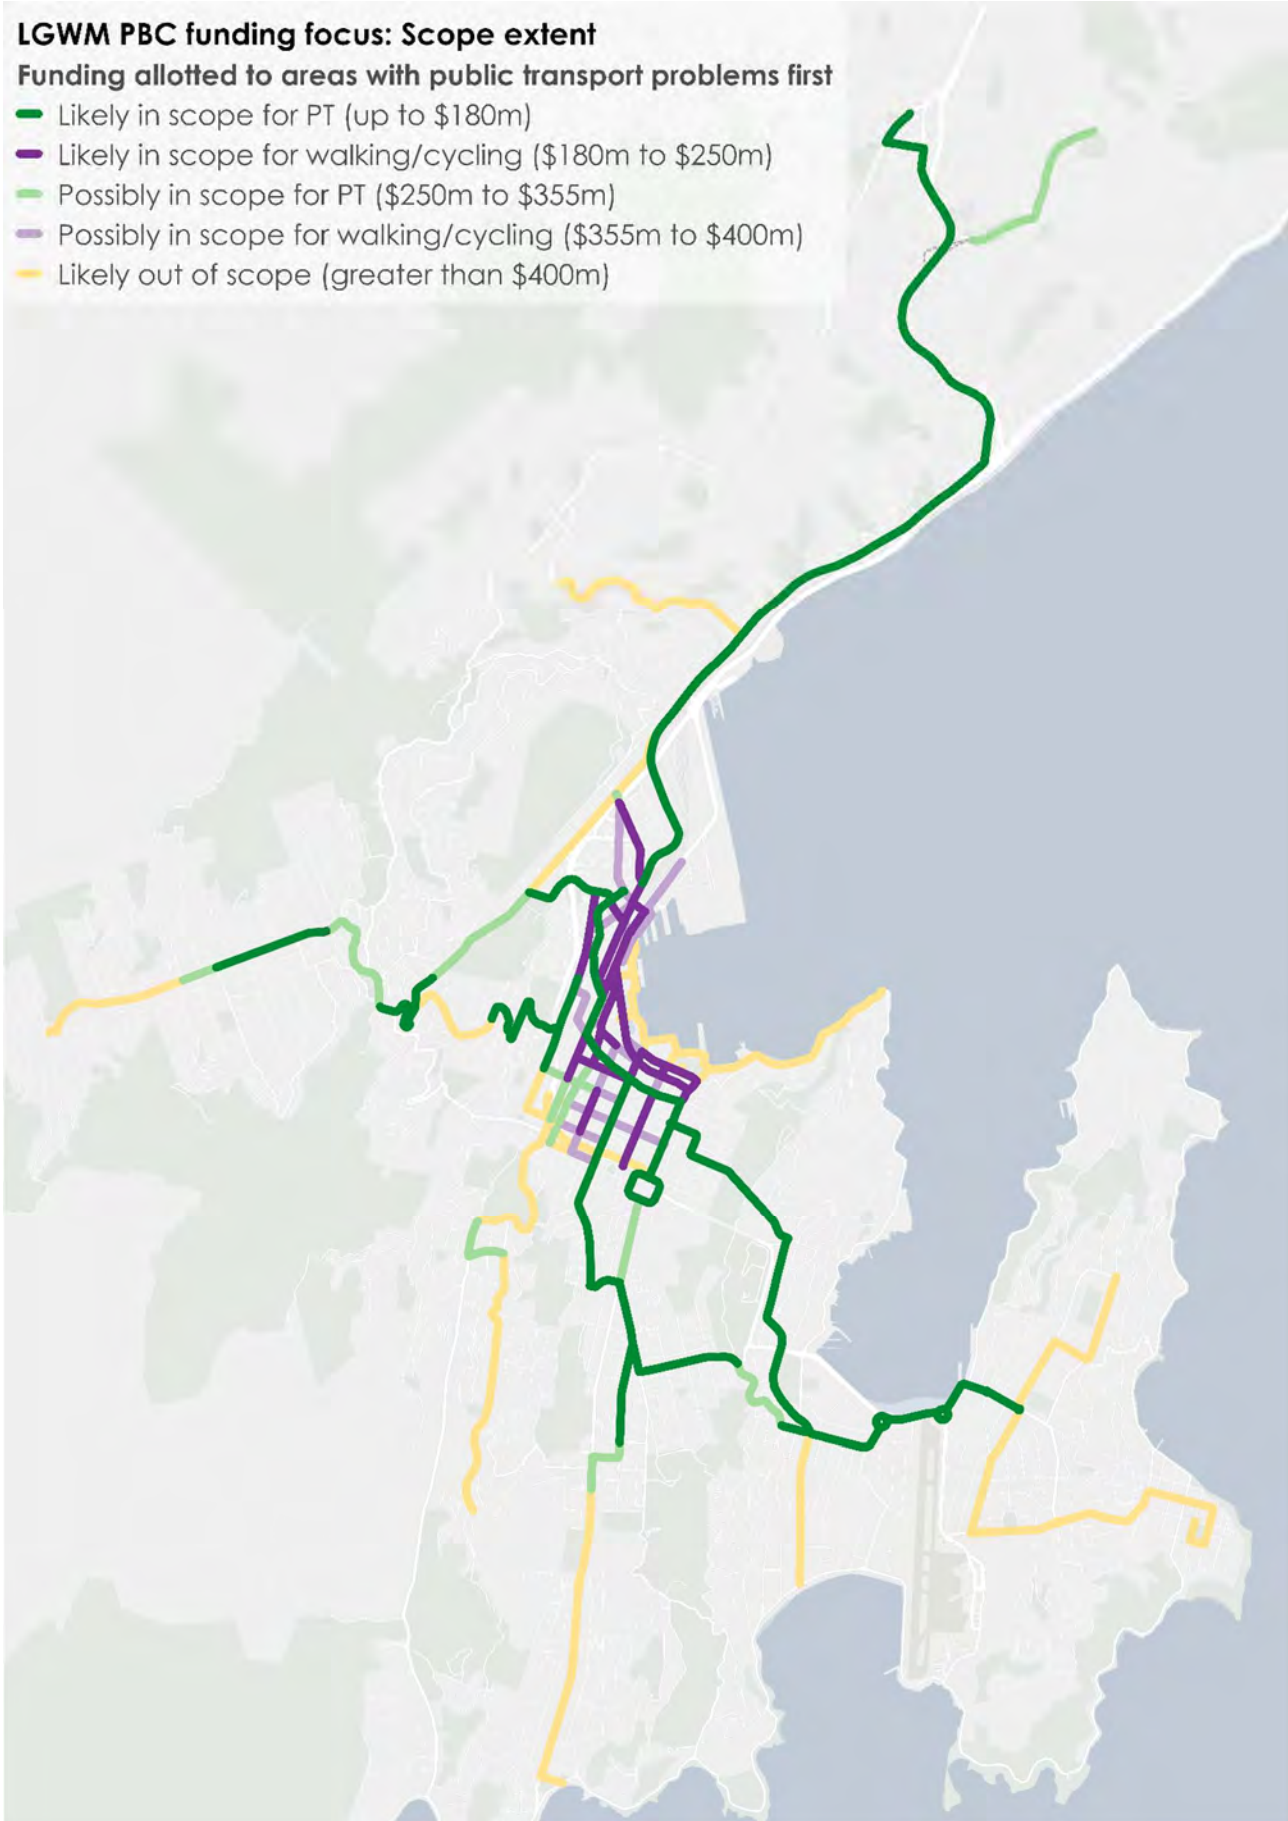 LGWM PBC funding focus: Scope extent
Funding allotted to areas with public transport problems first
Likely in scope for PT (up to $180m)
Likely in scope for walking/cycling ($180m to $250m)
Possibly in scope for PT ($250m to $355m)
Possibly in scope for walking/cycling ($355m to $400m)
Likely out of scope (greater than $400m)